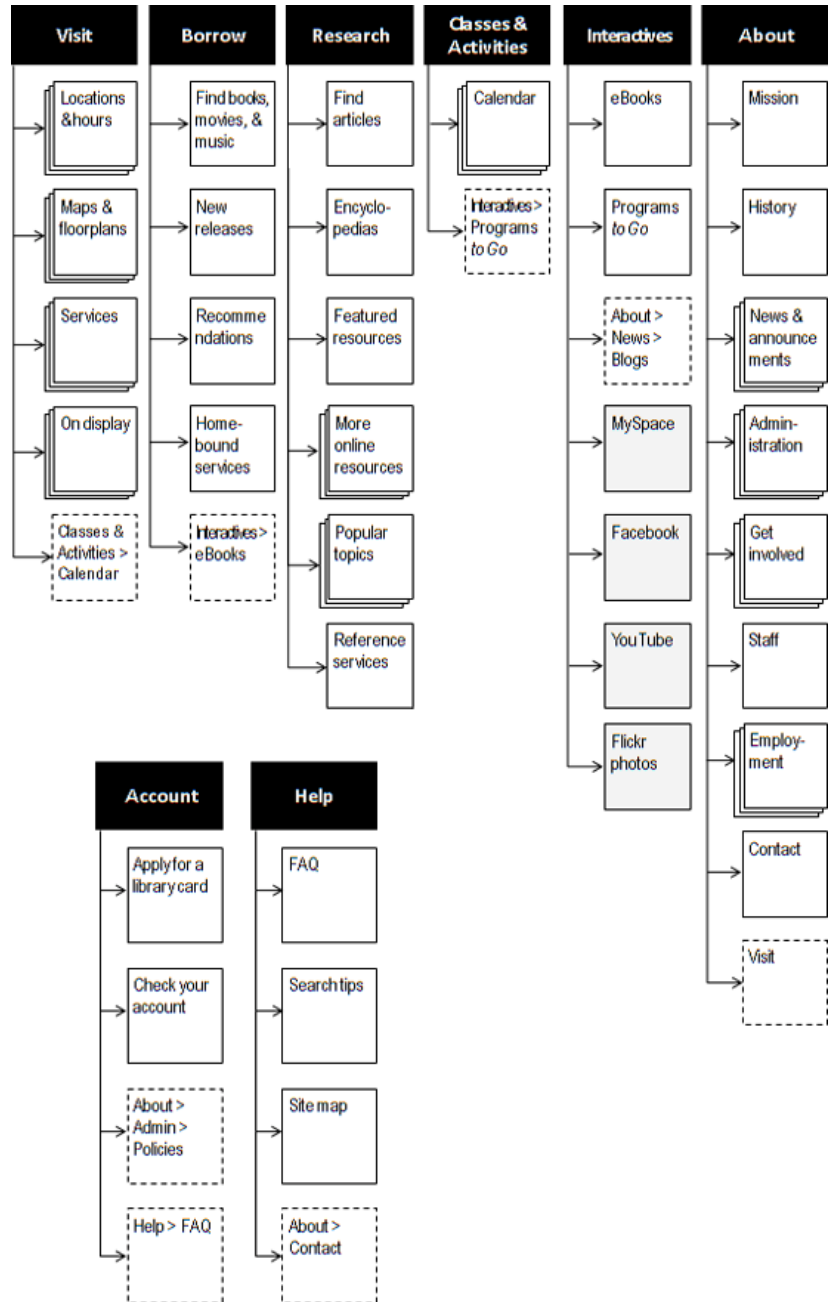 Visit
Locations
& hours
Maps &
floorplans
Services
On display
Classes &
Activities >
Calendar
Borrow
Find books,
movies, &
music
New
releases
Recomme
ndations
Home-
bound
services
Interactives >
eBooks
Research
Find
articles
Encyclo-
pedias
Featured
resources
More
online
resources
Popular
topics
Reference
services
Classes &
Activities
Calendar
Interactives >
Programs
to Go
Interactives
eBooks
Programs
to Go
About >
News >
Blogs
MySpace
Facebook
YouTube
Flickr
photos
About
Mission
History
News &
announce
ments
Admin-
istration
Get
involved
Staff
Employ-
ment
Contact
Visit
Account
Apply for a
library card
Check your
account
About >
Admin >
Policies
Help > FAQ
Help
FAQ
Search tips
Site map
About >
Contact